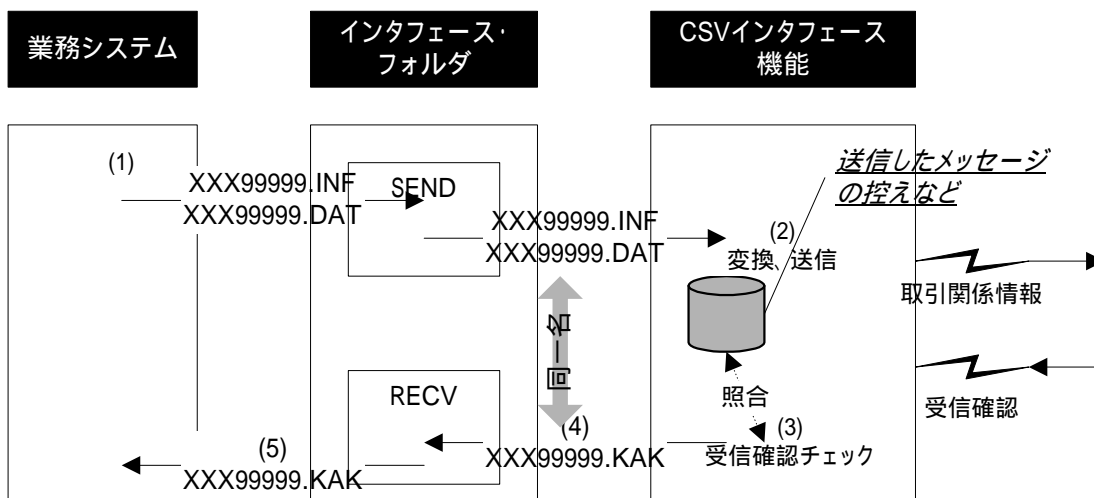 業務システム
インタフェース・
フォルダ
CSVインタフェース
機能
(1)
XXX99999.INF
XXX99999.DAT
SEND
XXX99999.INF
XXX99999.DAT
送信したメッセージ
の控えなど
(2)
変換、送信
取引関係情報
同一名
RECV
照合
受信確認
(3)
受信確認チェック
(4)
XXX99999.KAK
(5)
XXX99999.KAK